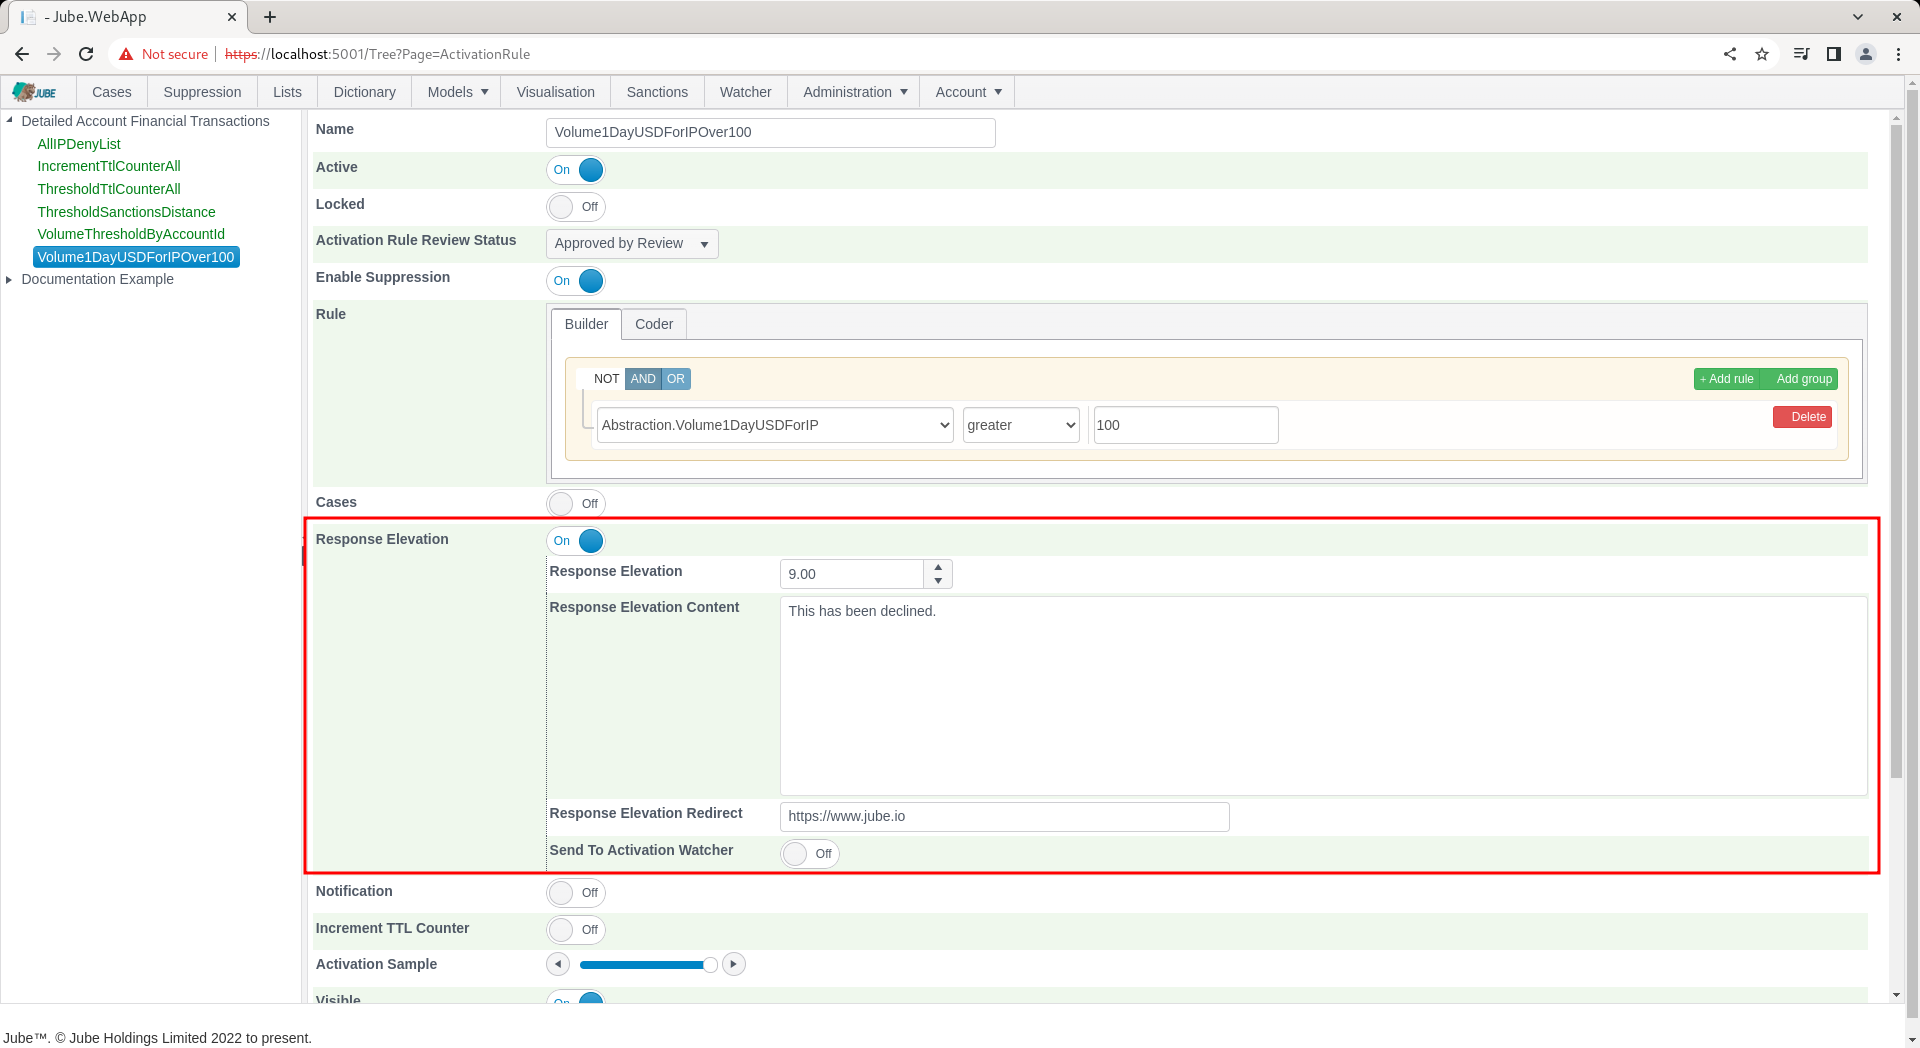 - Jube.WebApp
Not secure https://localhost:5001/Tree?Page=ActivationRule
JUBE Cases Suppression Lists Dictionary Models Visualisation Sanctions Watcher Administration Account
Detailed Account Financial Transactions
AllIPDenyList
IncrementTtlCounterAll
ThresholdTtlCounterAll
ThresholdSanctionsDistance
VolumeThresholdByAccountId
Volume1DayUSDForIPOver100
Documentation Example
Name Volume1DayUSDForIPOver100
Active On
Locked Off
Activation Rule Review Status Approved by Review
Enable Suppression On
Rule Builder Coder
NOT AND OR + Add rule Add group
Abstraction.Volume1DayUSDForIP greater 100 Delete
Cases Off
Response Elevation On
Response Elevation 9.00
Response Elevation Content This has been declined.
Response Elevation Redirect https://www.jube.io
Send To Activation Watcher Off
Notification Off
Increment TTL Counter Off
Activation Sample
Visible On
Jube™. © Jube Holdings Limited 2022 to present.